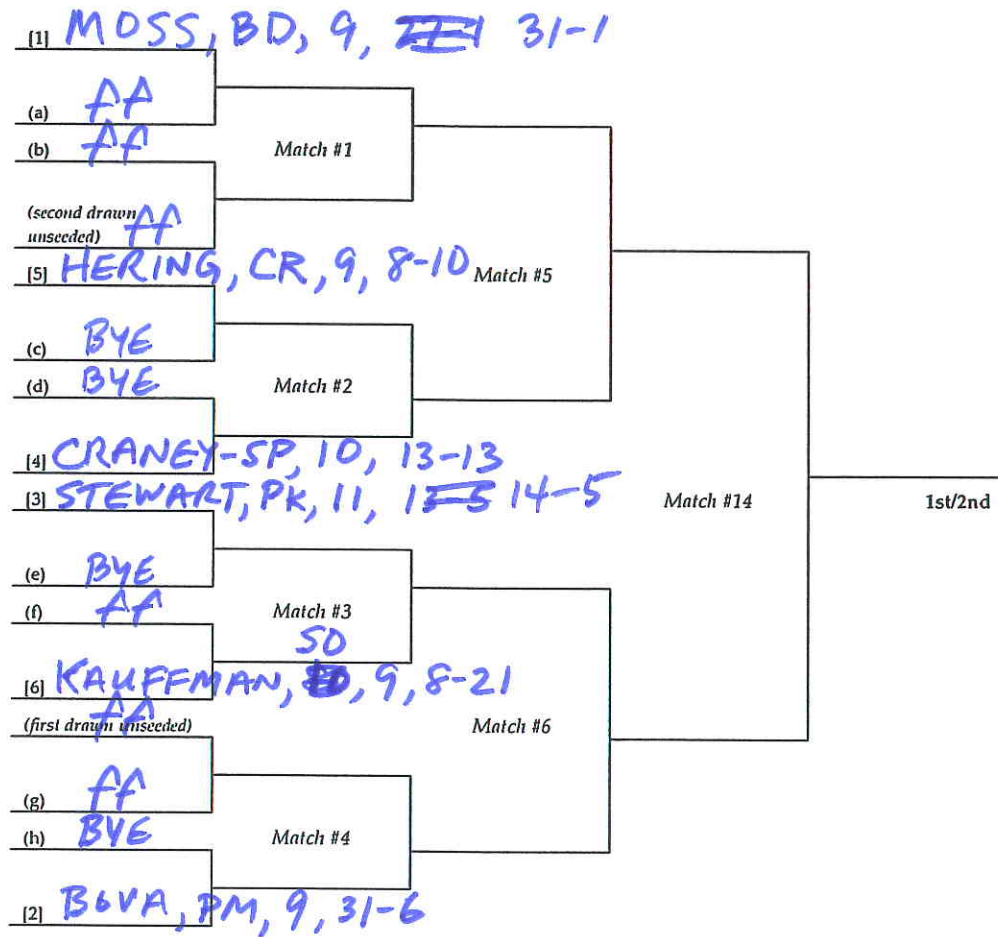 [1] MOSS, BD, 9, 31-1
(a) ff
(b) ff
Match #1
(second drawn
unseeded) ff
[5] HERING, CR, 9, 8-10
Match #5
(c) BYE
(d) BYE
Match #2
[4] CRANEY-SP, 10, 13-13
[3] STEWART, PK, 11, 13-5 14-5
Match #14
1st/2nd
(e) BYE
(f) ff
Match #3
SD
[6] KAUFFMAN, 9, 8-21
ff
(first drawn unseeded)
Match #6
(g) ff
(h) BYE
Match #4
[2] BOVA, PM, 9, 31-6